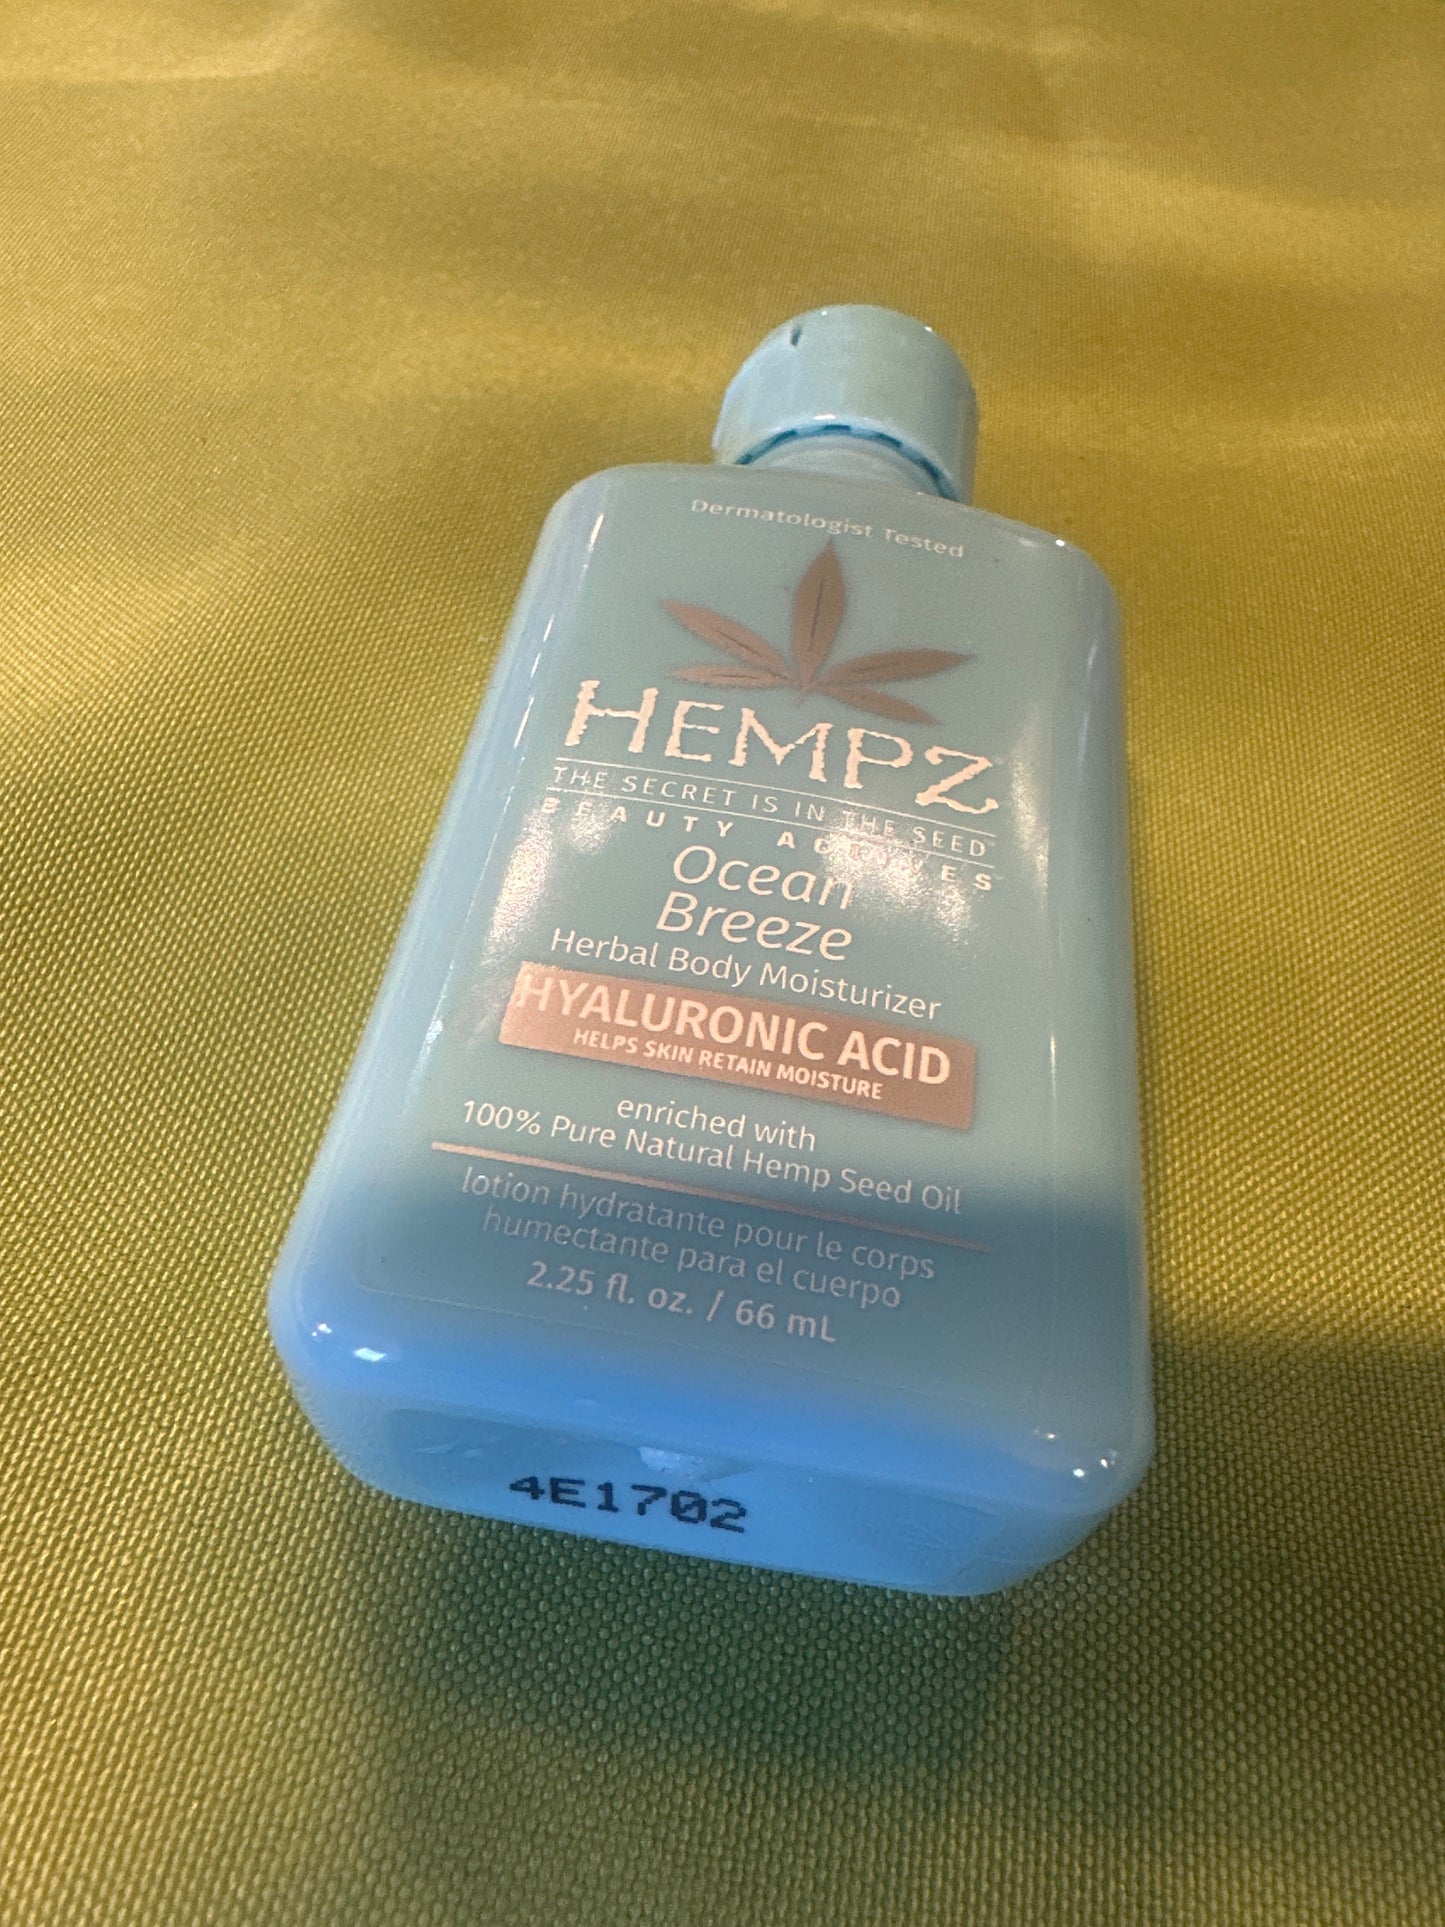 Dermatologist Tested
HEMPZ
THE SECRET IS IN THE SEED
BEAUTY ACTIVES
Ocean
Breeze
Herbal Body Moisturizer
HYALURONIC ACID
HELPS SKIN RETAIN MOISTURE
enriched with
100% Pure Natural Hemp Seed Oil
lotion hydratante pour le corps
humectante para el cuerpo
2.25 fl. oz. / 66 mL
4E1702